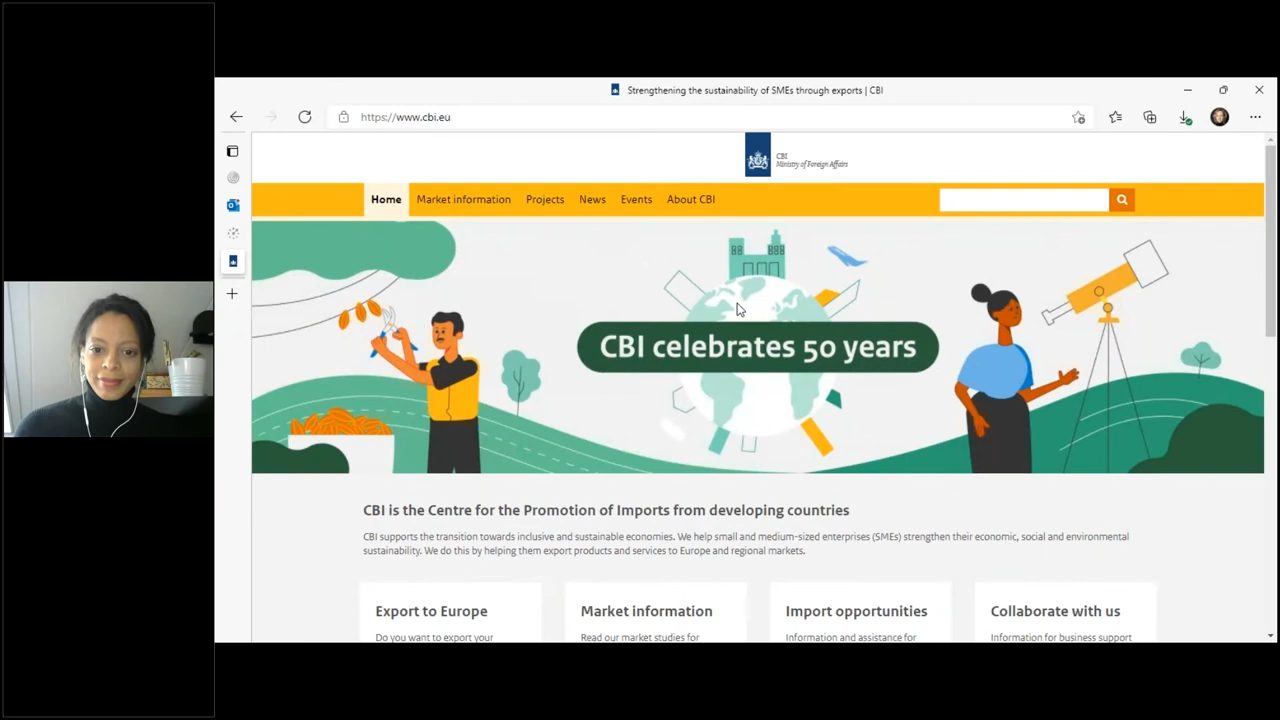 Strengthening the sustainability of SMEs through exports | CBI
https://www.cbi.eu
CBI
Ministry of Foreign Affairs
Home Market information Projects News Events About CBI
CBI celebrates 50 years
CBI is the Centre for the Promotion of Imports from developing countries
CBI supports the transition towards inclusive and sustainable economies. We help small and medium-sized enterprises (SMEs) strengthen their economic, social and environmental
sustainability. We do this by helping them export products and services to Europe and regional markets.
Export to Europe Market information Import opportunities Collaborate with us
Do you want to export your Read our market studies for Information and assistance for Information for business support